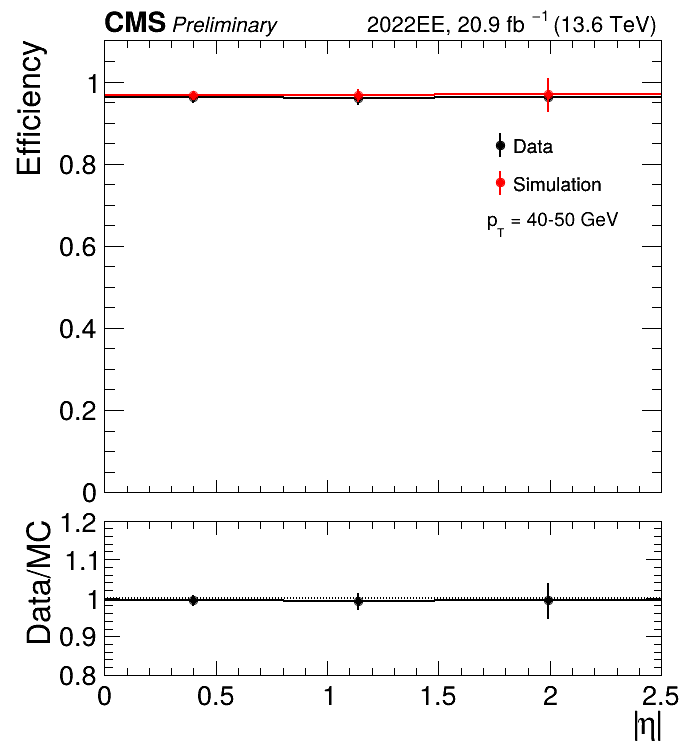 CMS Preliminary 2022EE, 20.9 fb⁻¹ (13.6 TeV)
Efficiency
1
0.8
0.6
0.4
0.2
0
Data
Simulation
p_T = 40-50 GeV
Data/MC
1.2
1.1
1
0.9
0.8
0 0.5 1 1.5 2 2.5
|η|